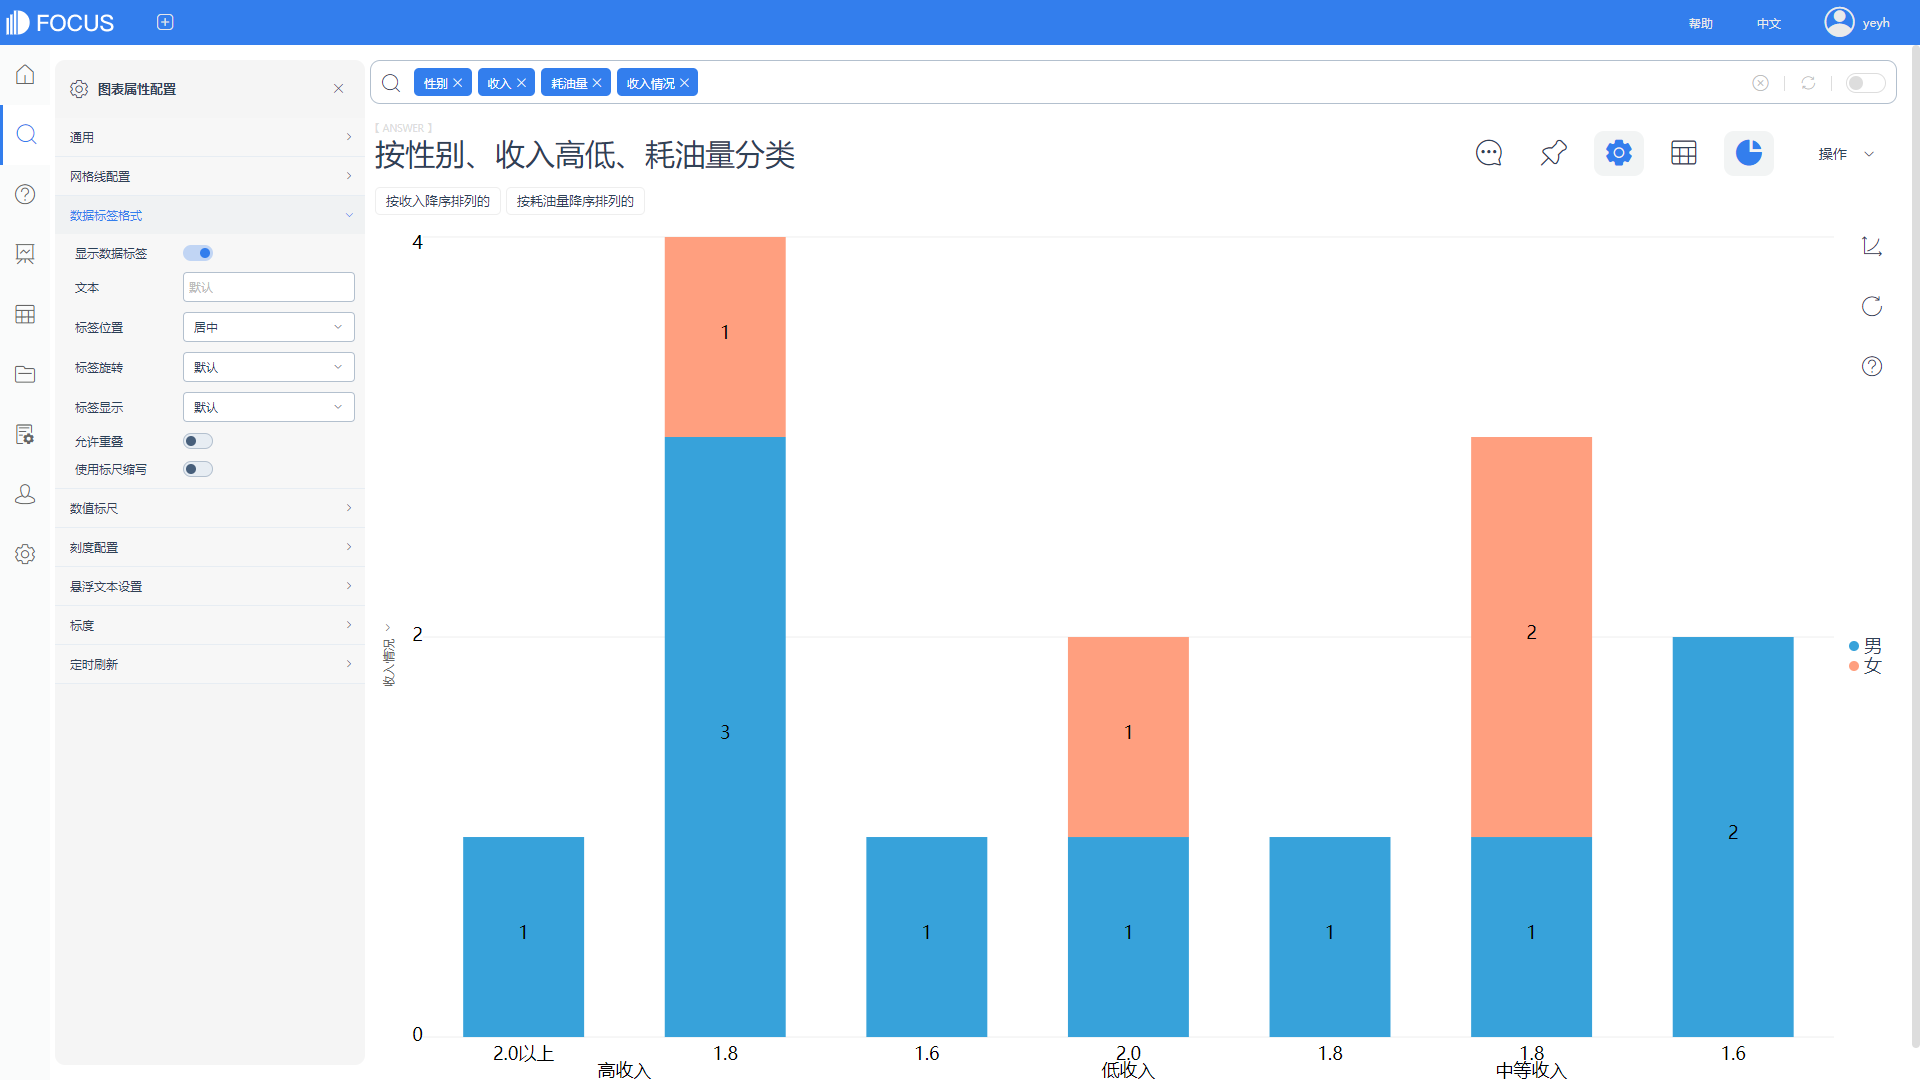 FOCUS
帮助
中文
yeyh
图表属性配置
通用
网格线配置
数据标签格式
显示数据标签
文本
默认
标签位置
居中
标签旋转
默认
标签显示
默认
允许重叠
使用标尺缩写
数值标尺
刻度配置
悬浮文本设置
标度
定时刷新
性别 收入 耗油量 收入情况
【 ANSWER 】
按性别、收入高低、耗油量分类
操作
按收入降序排列的 按耗油量降序排列的
4
2
0
收入情况
1
1
3
1
1
1
1
2
1
2
男
女
2.0以上 1.8 1.6 2.0 1.8 1.8 1.6
高收入 低收入 中等收入